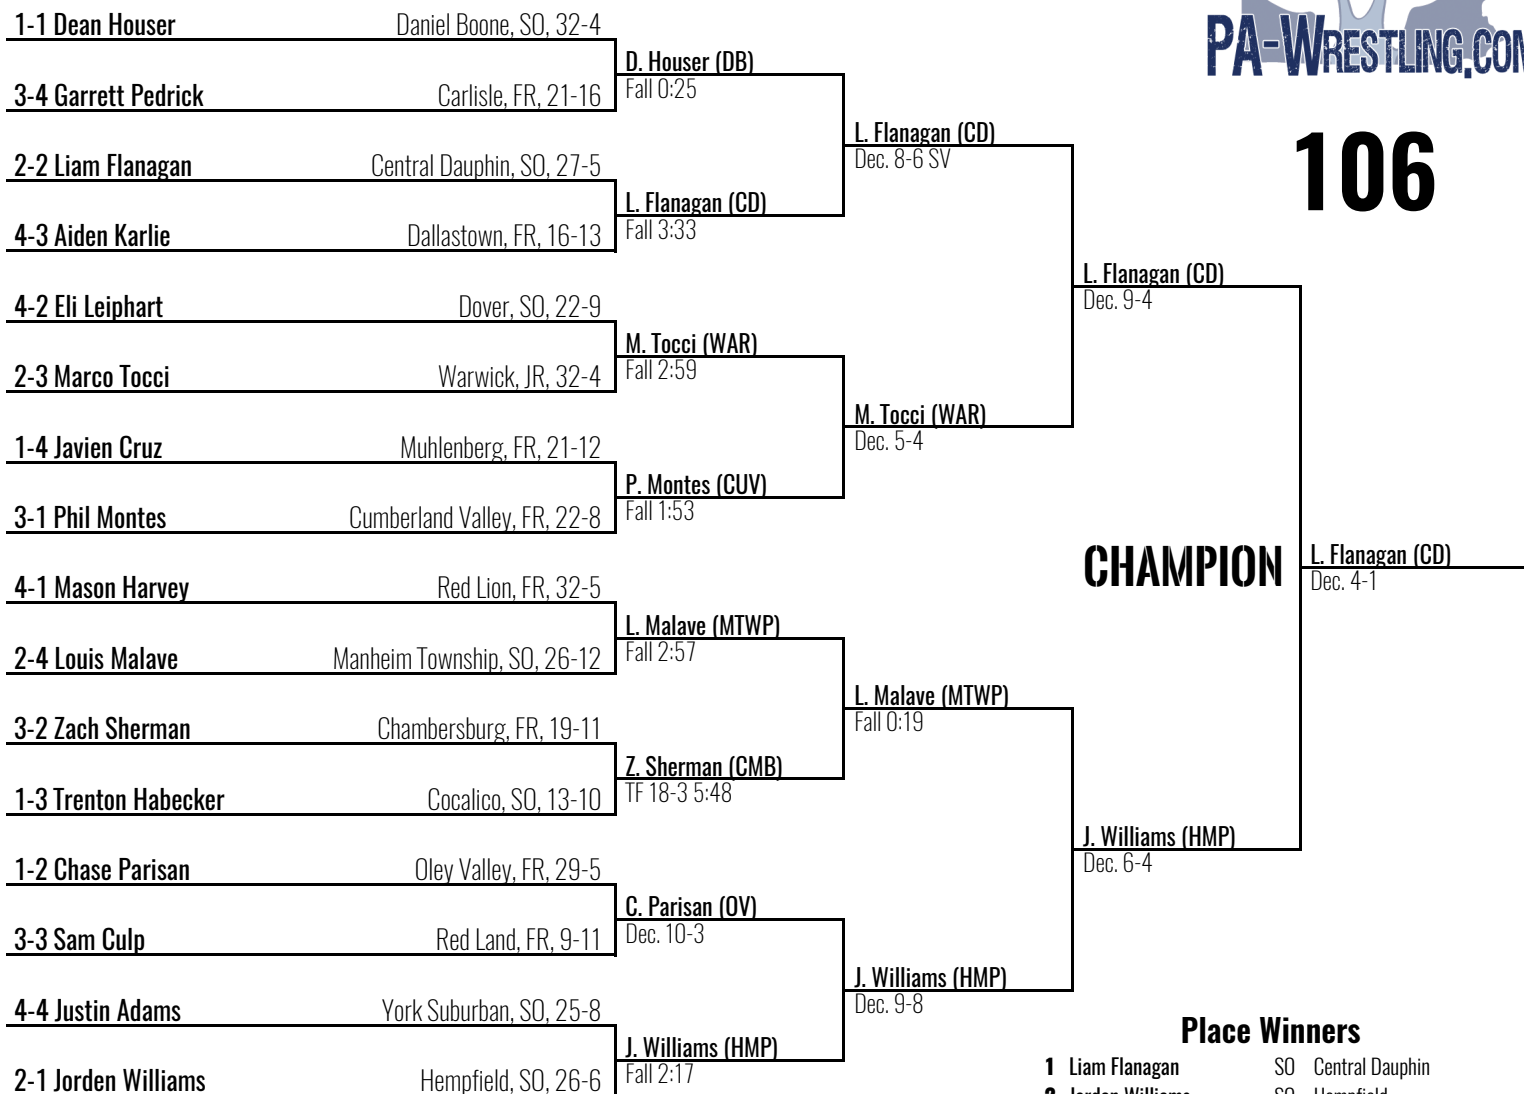 PA-WRESTLING.COM
106
1-1 Dean Houser Daniel Boone, SO, 32-4
D. Houser (DB)
Fall 0:25
3-4 Garrett Pedrick Carlisle, FR, 21-16
L. Flanagan (CD)
Dec. 8-6 SV
2-2 Liam Flanagan Central Dauphin, SO, 27-5
L. Flanagan (CD)
Fall 3:33
4-3 Aiden Karlie Dallastown, FR, 16-13
L. Flanagan (CD)
Dec. 9-4
4-2 Eli Leiphart Dover, SO, 22-9
M. Tocci (WAR)
Fall 2:59
2-3 Marco Tocci Warwick, JR, 32-4
M. Tocci (WAR)
Dec. 5-4
1-4 Javien Cruz Muhlenberg, FR, 21-12
P. Montes (CUV)
Fall 1:53
3-1 Phil Montes Cumberland Valley, FR, 22-8
CHAMPION
L. Flanagan (CD)
Dec. 4-1
4-1 Mason Harvey Red Lion, FR, 32-5
L. Malave (MTWP)
Fall 2:57
2-4 Louis Malave Manheim Township, SO, 26-12
L. Malave (MTWP)
Fall 0:19
3-2 Zach Sherman Chambersburg, FR, 19-11
Z. Sherman (CMB)
TF 18-3 5:48
1-3 Trenton Habecker Cocalico, SO, 13-10
J. Williams (HMP)
Dec. 6-4
1-2 Chase Parisan Oley Valley, FR, 29-5
C. Parisan (OV)
Dec. 10-3
3-3 Sam Culp Red Land, FR, 9-11
J. Williams (HMP)
Dec. 9-8
4-4 Justin Adams York Suburban, SO, 25-8
J. Williams (HMP)
Fall 2:17
2-1 Jorden Williams Hempfield, SO, 26-6
Place Winners
1 Liam Flanagan SO Central Dauphin
2 Jorden Williams SO Hempfield